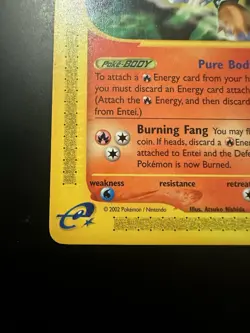 Poké-BODY Pure Bod
To attach a Energy card from your h
you must discard an Energy card attach
(Attach the Energy, and then discard
from Entei.)
Burning Fang You may fl
coin. If heads, discard a Ener
attached to Entei and the Defe
Pokémon is now Burned.
weakness resistance retreat
e
© 2002 Pokémon / Nintendo Illus. Atsuko Nishida